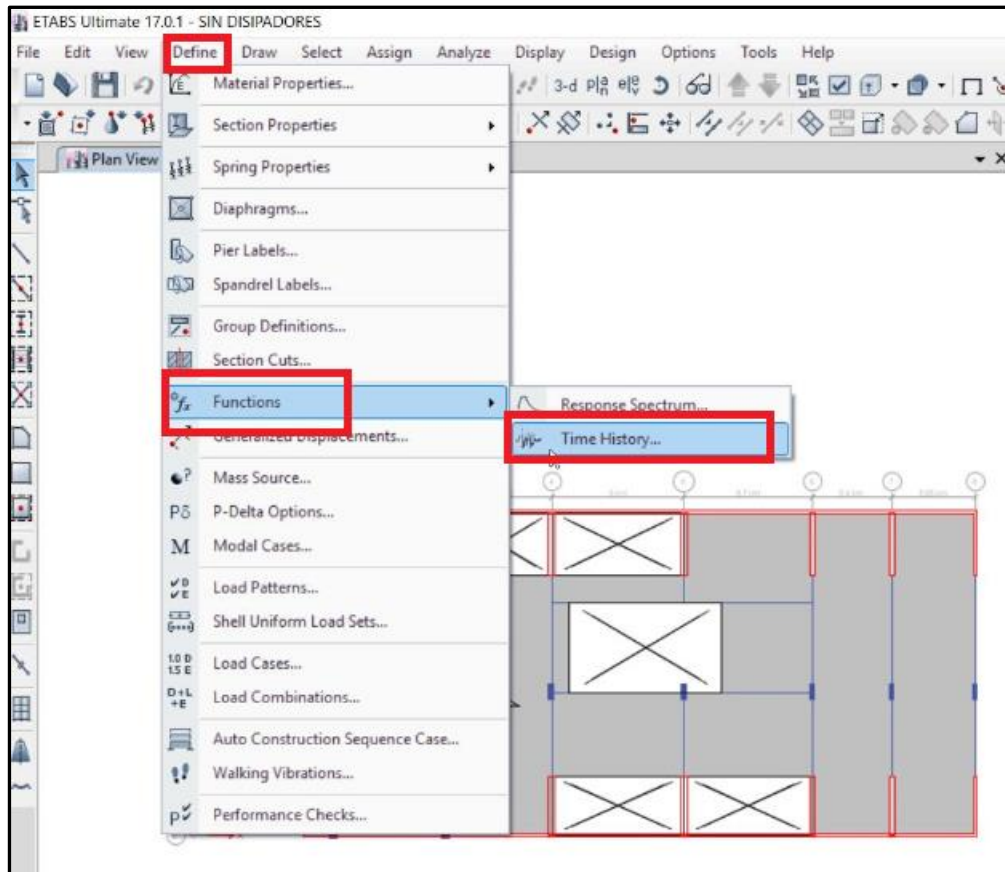 ETABS Ultimate 17.0.1 - SIN DISIPADORES
File Edit View Define Draw Select Assign Analyze Display Design Options Tools Help
3-d
Plan View
Material Properties...
Section Properties
Spring Properties
Diaphragms...
Pier Labels...
Spandrel Labels...
Group Definitions...
Section Cuts...
Functions
Response Spectrum...
Time History...
Generalized Displacements...
Mass Source...
Pδ P-Delta Options...
M Modal Cases...
Load Patterns...
Shell Uniform Load Sets...
Load Cases...
Load Combinations...
Auto Construction Sequence Case...
Walking Vibrations...
Performance Checks...